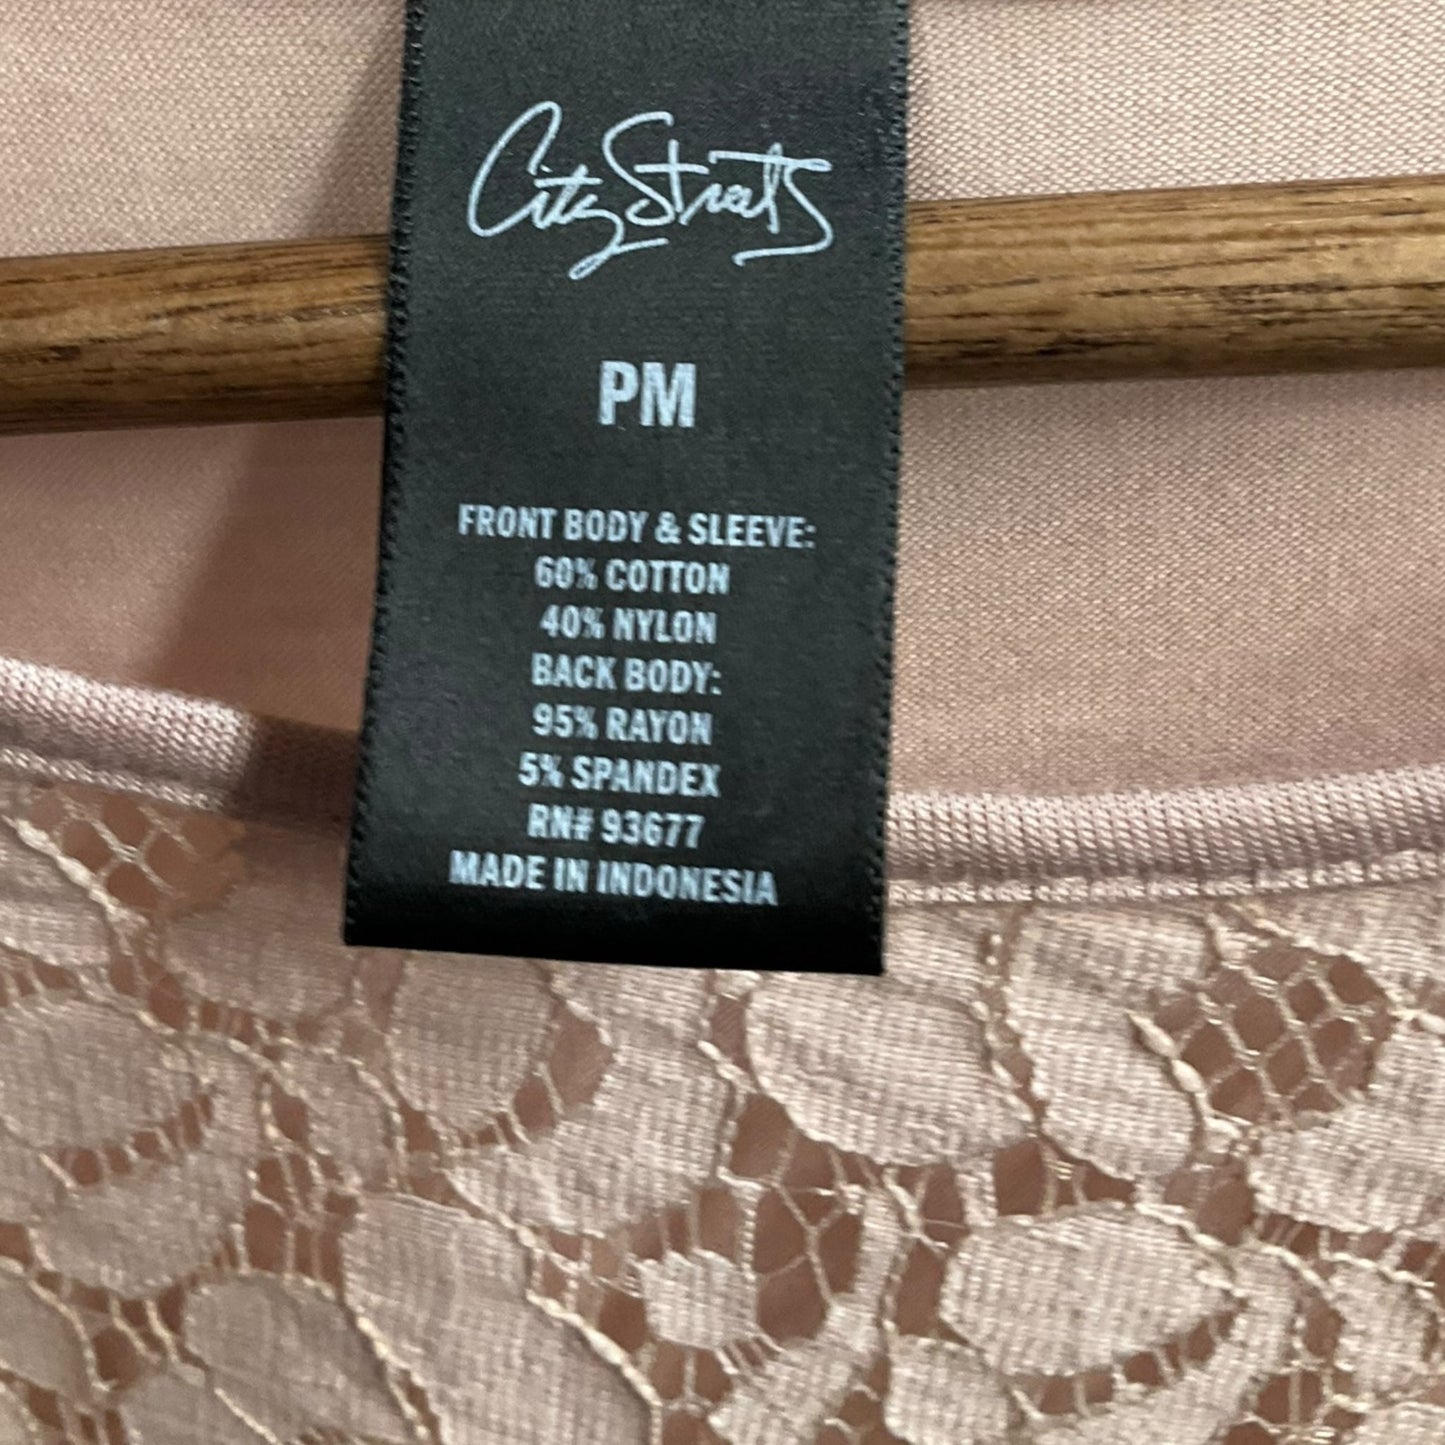 City Streets
PM
FRONT BODY & SLEEVE:
60% COTTON
40% NYLON
BACK BODY:
95% RAYON
5% SPANDEX
RN# 93677
MADE IN INDONESIA